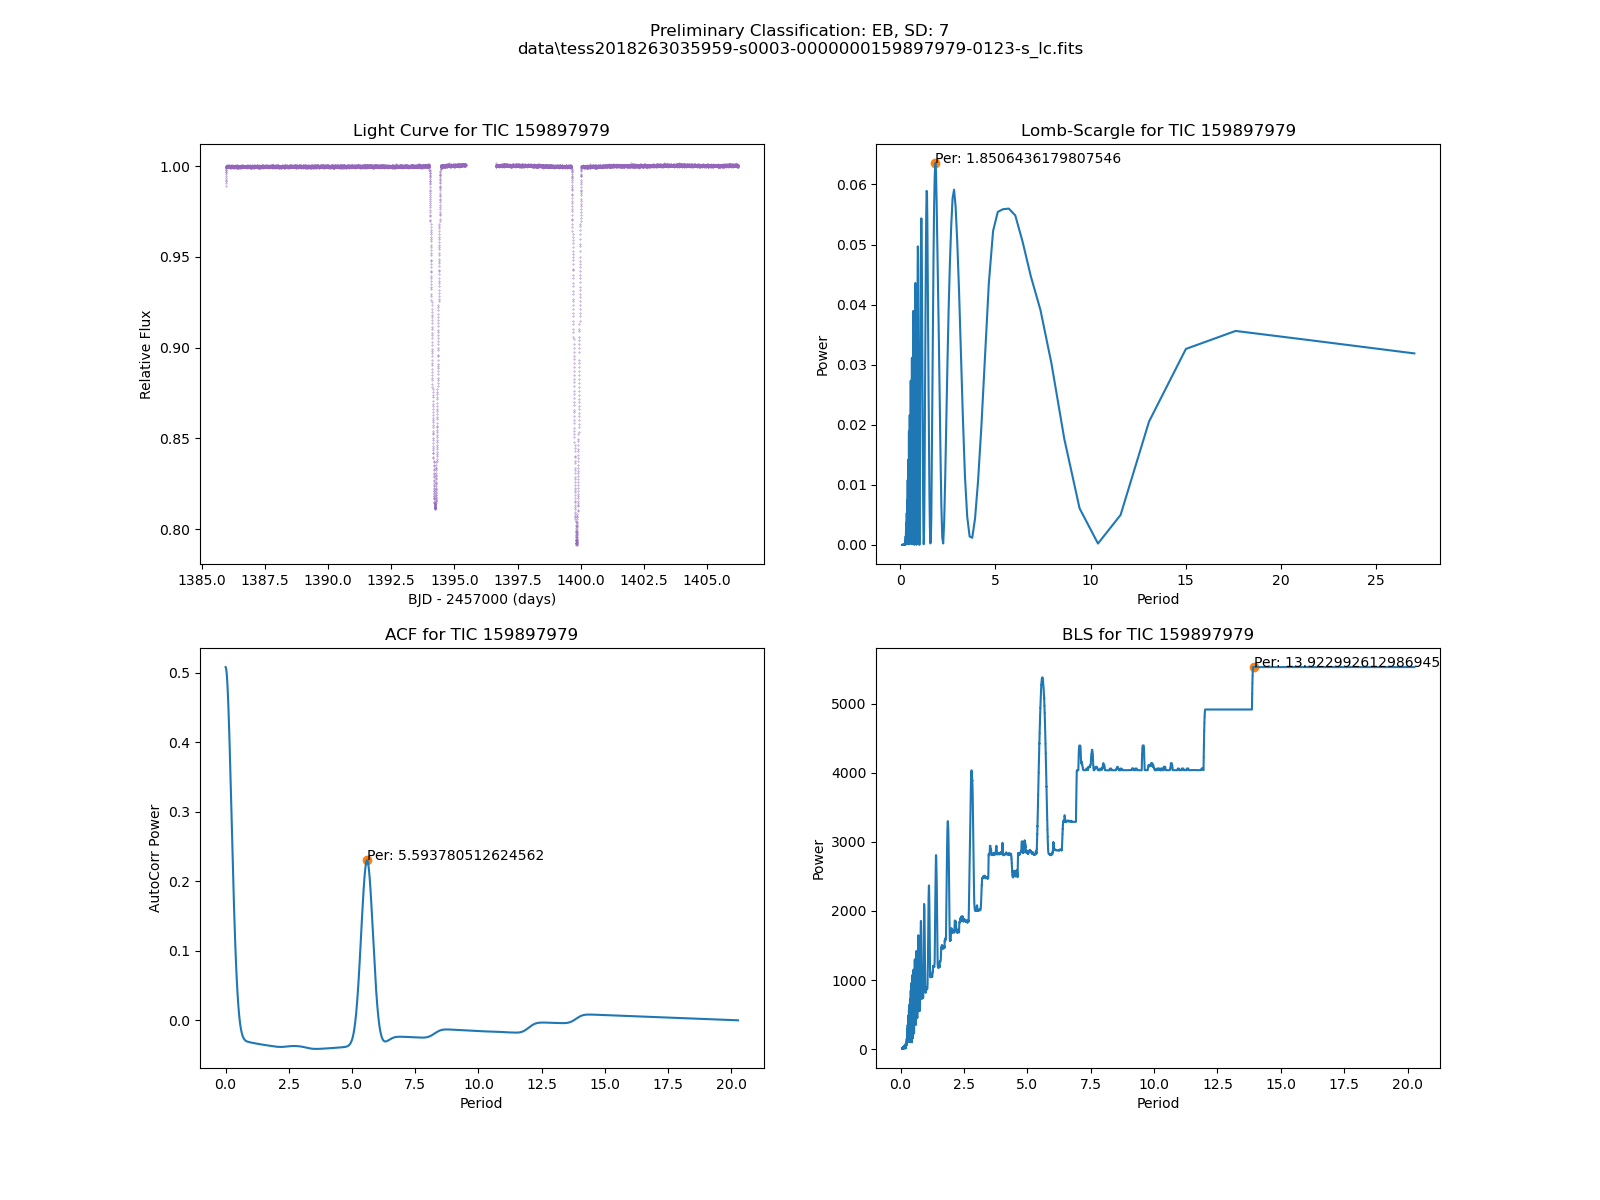 Preliminary Classification: EB, SD: 7
data\tess2018263035959-s0003-0000000159897979-0123-s_lc.fits
Light Curve for TIC 159897979
1.00
0.95
0.90
0.85
0.80
Relative Flux
1385.0 1387.5 1390.0 1392.5 1395.0 1397.5 1400.0 1402.5 1405.0
BJD - 2457000 (days)
Lomb-Scargle for TIC 159897979
Per: 1.8506436179807546
0.06
0.05
0.04
0.03
0.02
0.01
0.00
Power
0 5 10 15 20 25
Period
ACF for TIC 159897979
0.5
0.4
0.3
0.2
0.1
0.0
AutoCorr Power
Per: 5.593780512624562
0.0 2.5 5.0 7.5 10.0 12.5 15.0 17.5 20.0
Period
BLS for TIC 159897979
Per: 13.922992612986945
5000
4000
3000
2000
1000
0
Power
0.0 2.5 5.0 7.5 10.0 12.5 15.0 17.5 20.0
Period